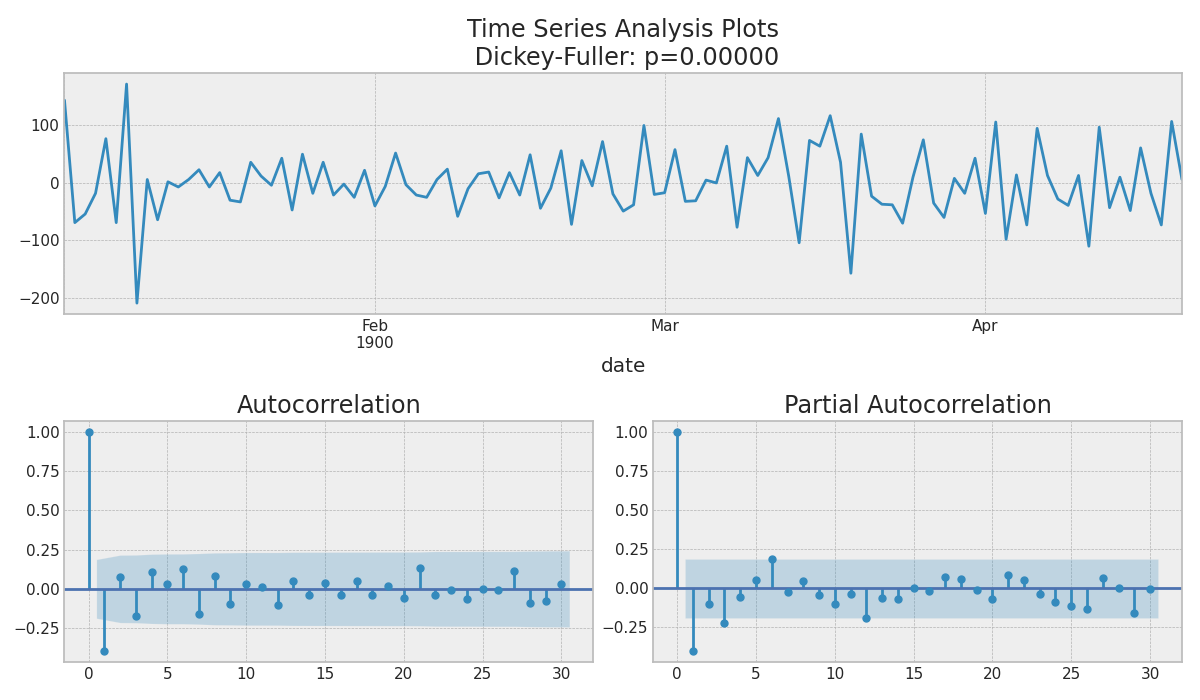 Time Series Analysis Plots
Dickey-Fuller: p=0.00000
100
0
−100
−200
Feb
1900
Mar
Apr
date
Autocorrelation
1.00
0.75
0.50
0.25
0.00
−0.25
0 5 10 15 20 25 30
Partial Autocorrelation
1.00
0.75
0.50
0.25
0.00
−0.25
0 5 10 15 20 25 30